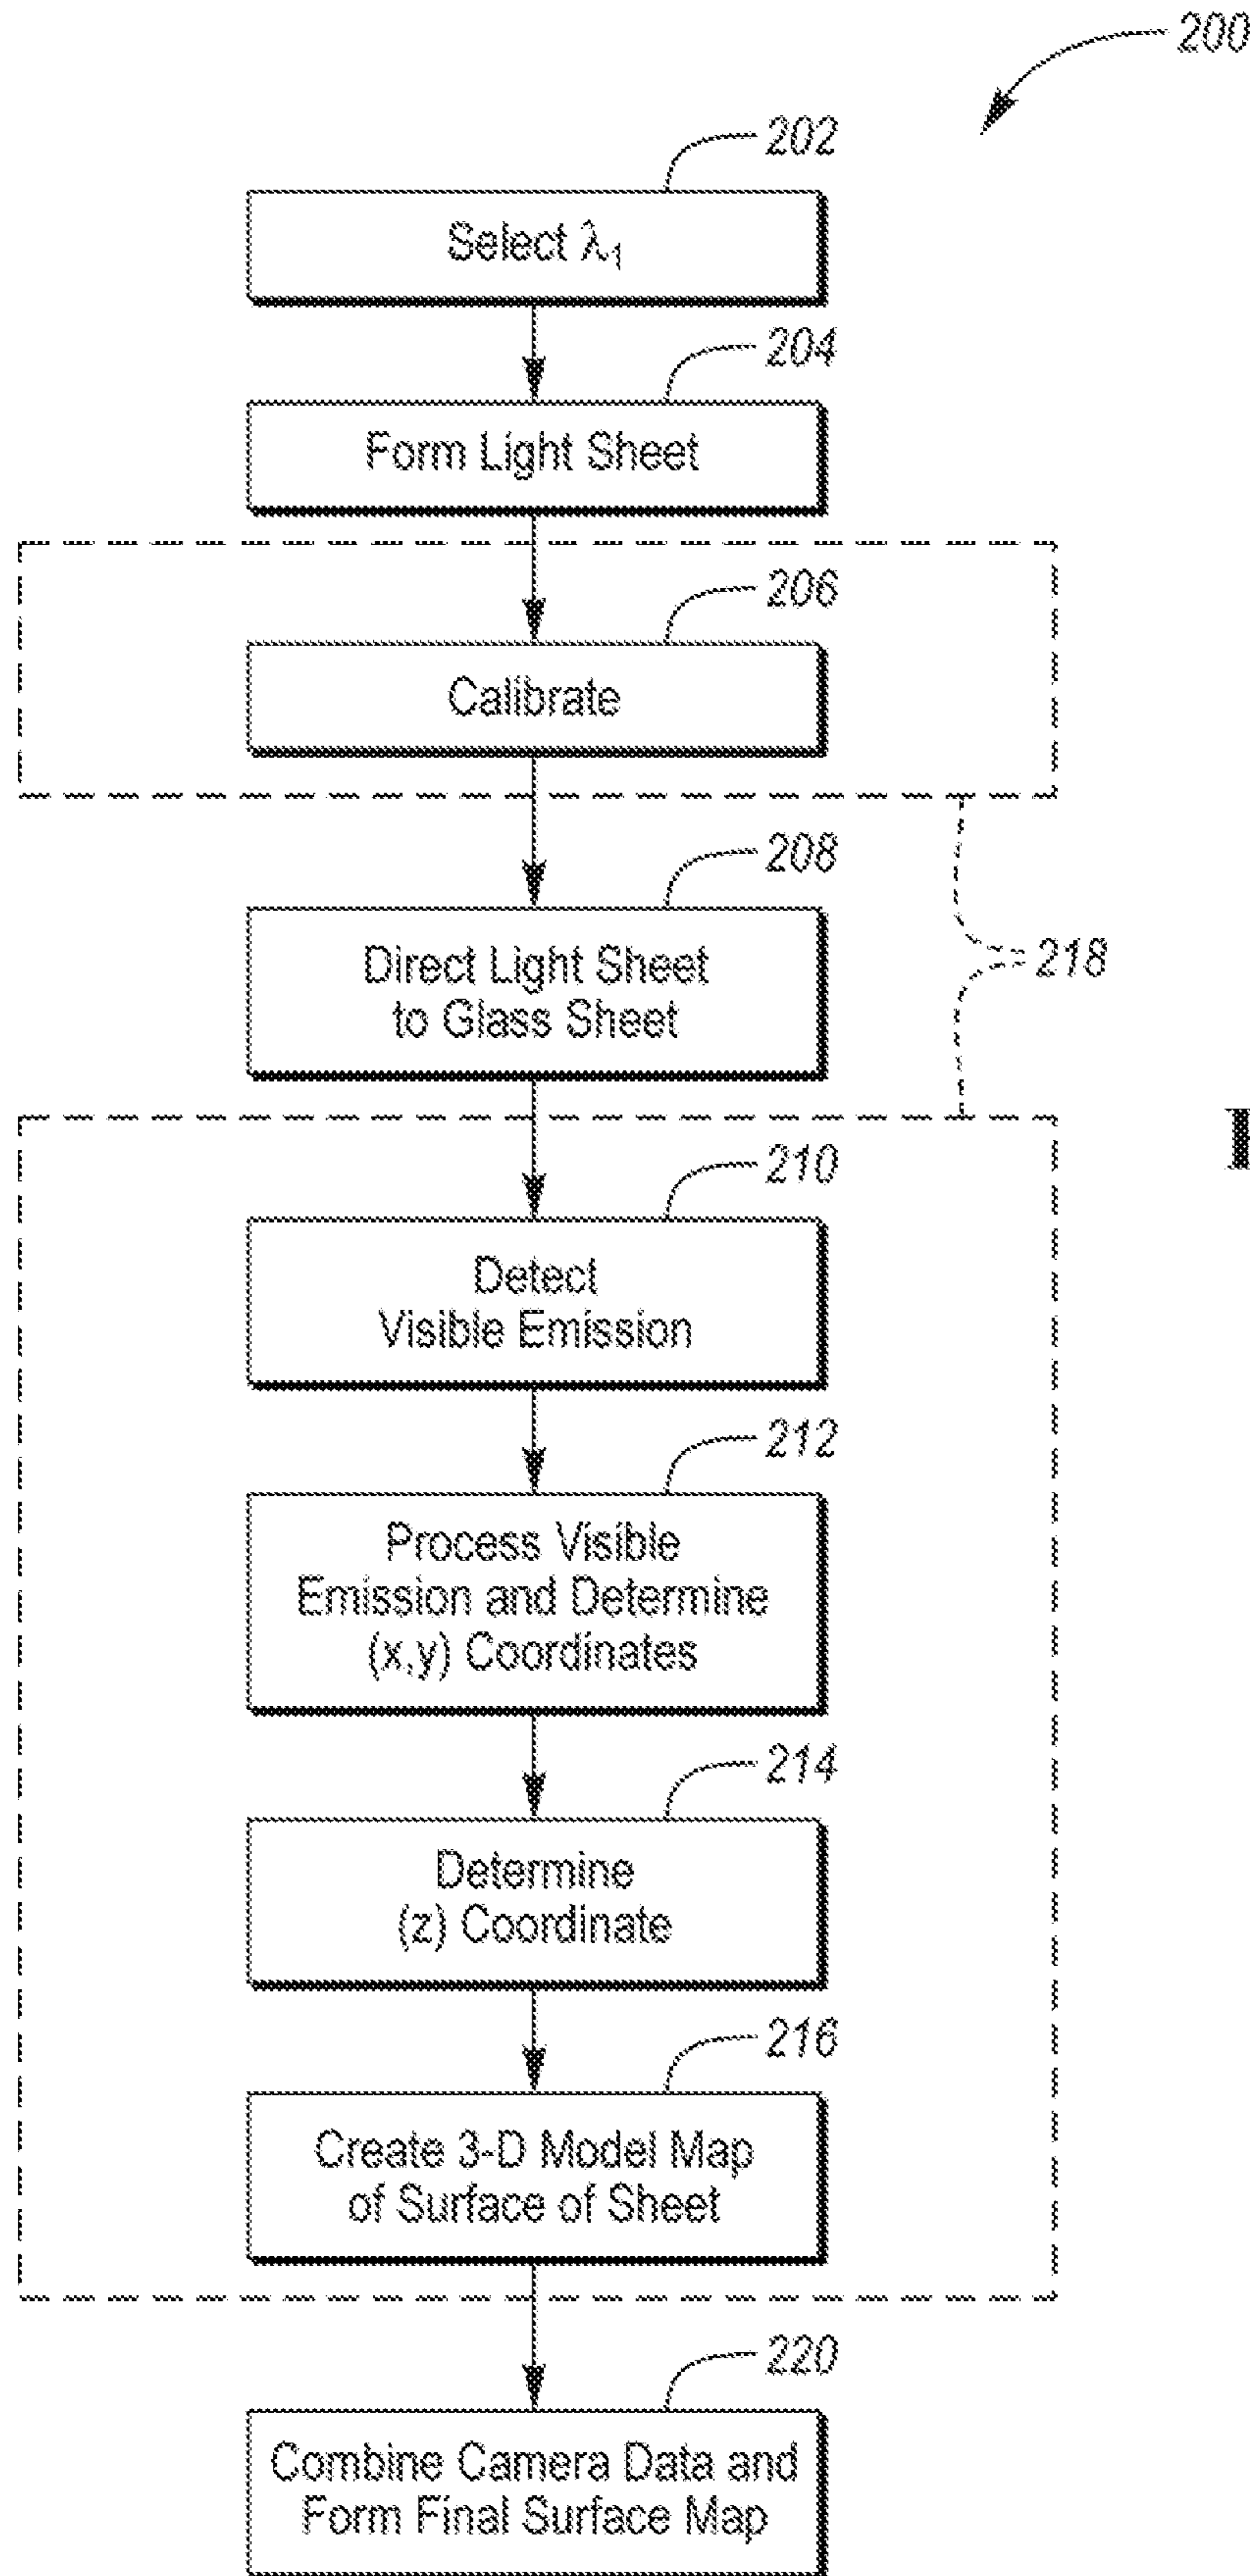 200
202
Select λ₁
204
Form Light Sheet
206
Calibrate
208
Direct Light Sheet
to Glass Sheet
218
210
Detect
Visible Emission
212
Process Visible
Emission and Determine
(x,y) Coordinates
214
Determine
(z) Coordinate
216
Create 3-D Model Map
of Surface of Sheet
220
Combine Camera Data and
Form Final Surface Map